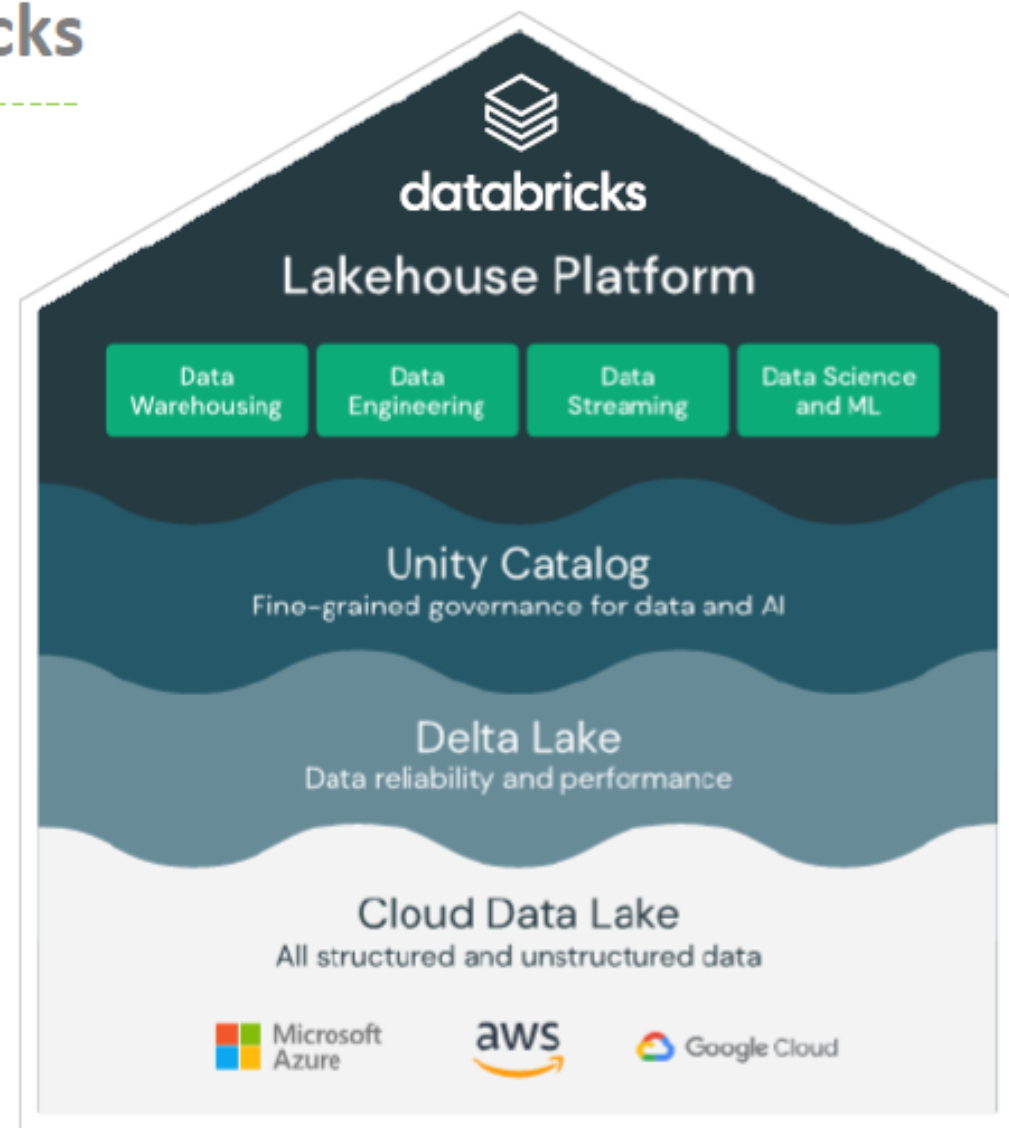 cks
databricks
Lakehouse Platform
Data
Warehousing
Data
Engineering
Data
Streaming
Data Science
and ML
Unity Catalog
Fine-grained governance for data and AI
Delta Lake
Data reliability and performance
Cloud Data Lake
All structured and unstructured data
Microsoft
Azure
aws
Google Cloud